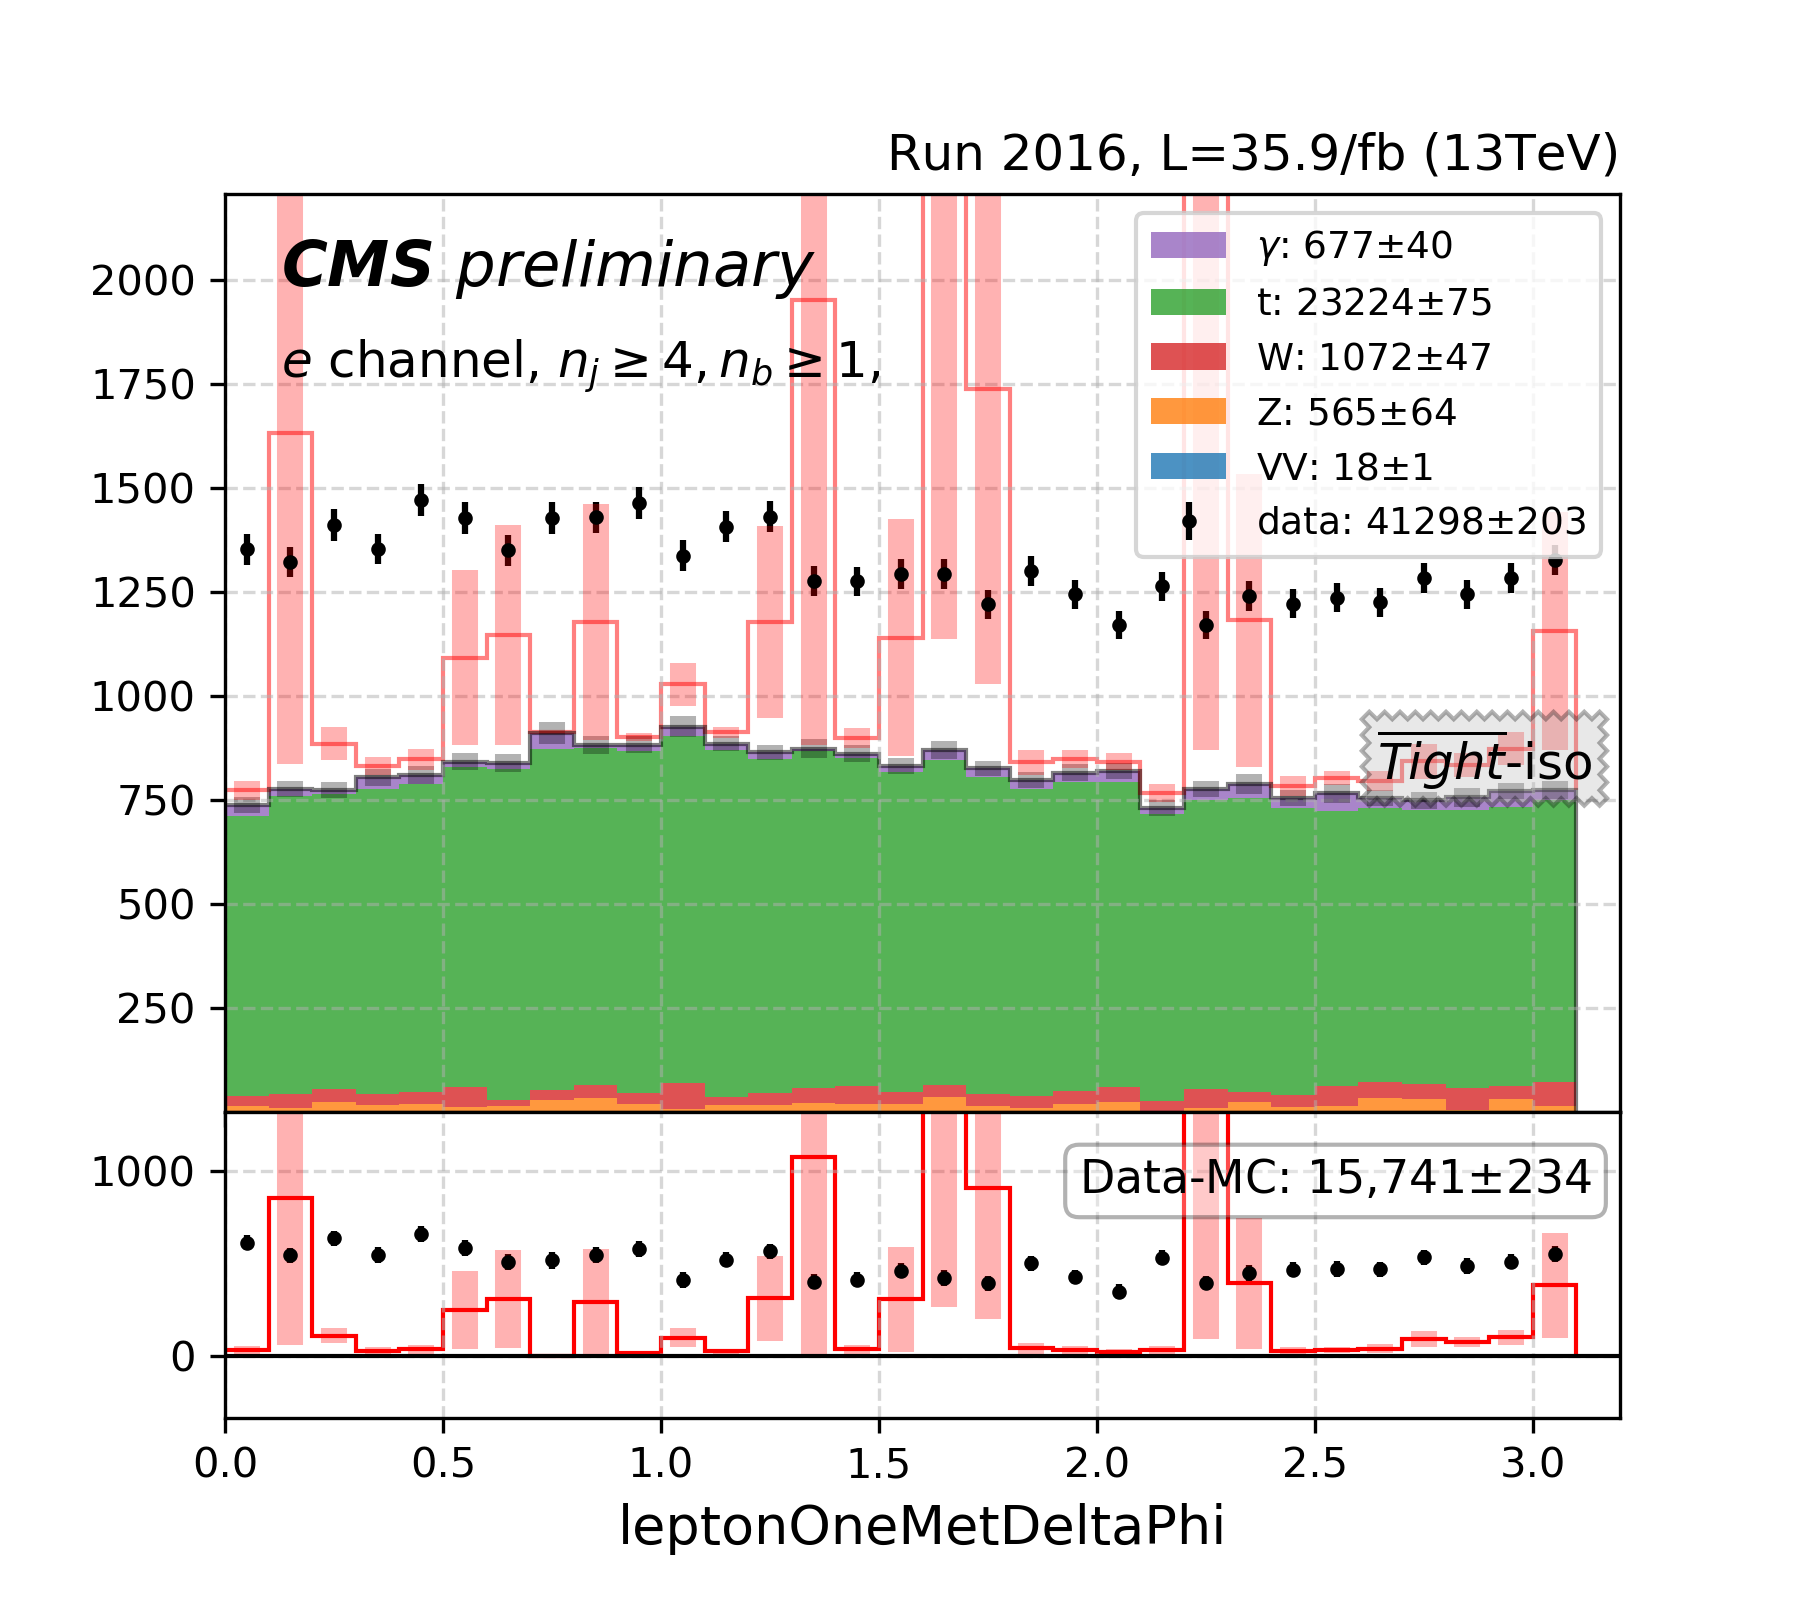 Run 2016, L=35.9/fb (13TeV)
CMS preliminary
e channel, n_j ≥ 4, n_b ≥ 1,
γ: 677±40
t: 23224±75
W: 1072±47
Z: 565±64
VV: 18±1
data: 41298±203
Tight-iso
2000
1750
1500
1250
1000
750
500
250
Data-MC: 15,741±234
1000
0
0.0 0.5 1.0 1.5 2.0 2.5 3.0
leptonOneMetDeltaPhi